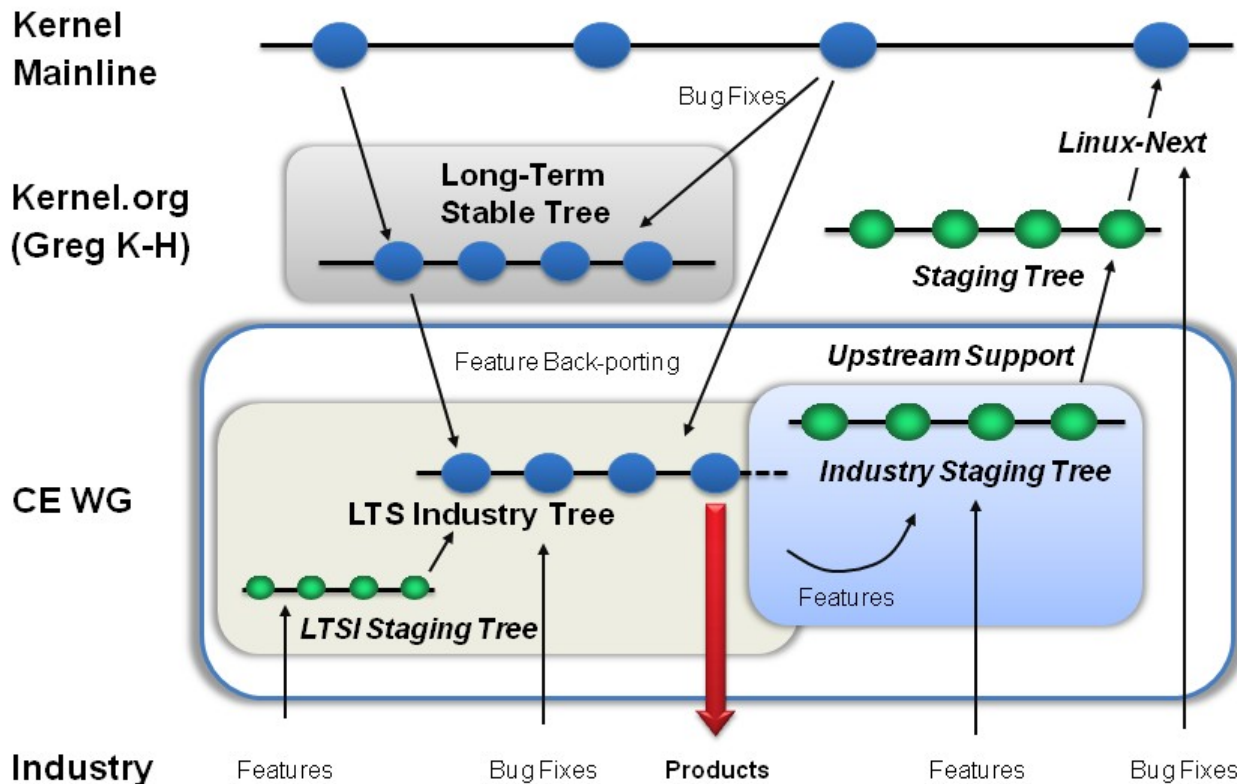 Kernel
Mainline
Bug Fixes
Linux-Next
Kernel.org
(Greg K-H)
Long-Term
Stable Tree
Staging Tree
Upstream Support
Feature Back-porting
CE WG
LTS Industry Tree
Industry Staging Tree
Features
LTSI Staging Tree
Industry
Features
Bug Fixes
Products
Features
Bug Fixes